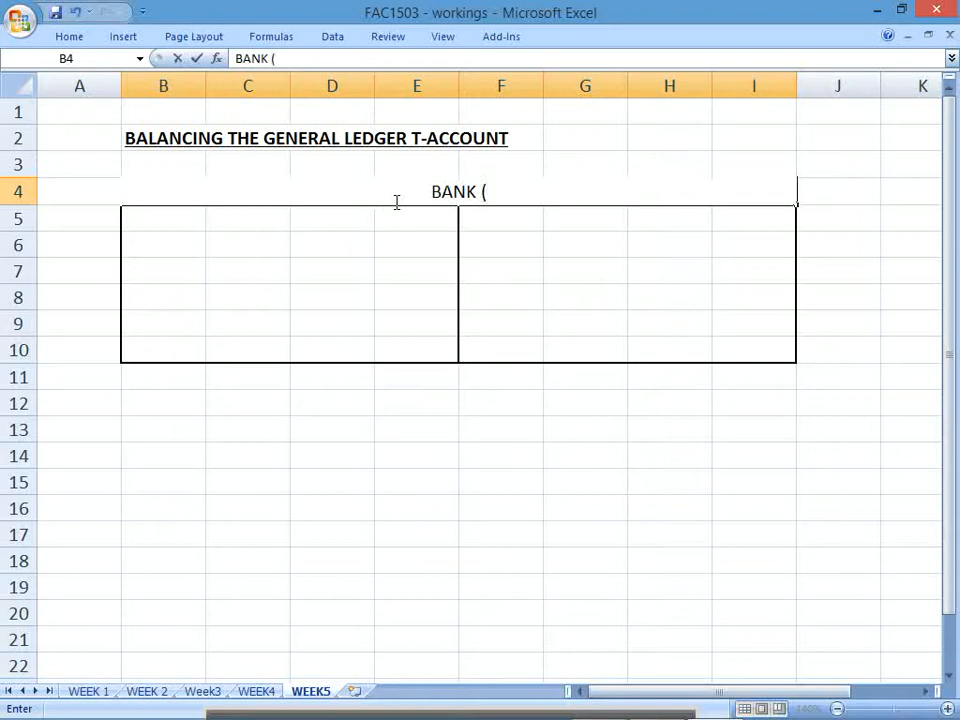 FAC1503 - workings - Microsoft Excel
Home Insert Page Layout Formulas Data Review View Add-Ins
B4 fx BANK (
A B C D E F G H I J K
1
2 BALANCING THE GENERAL LEDGER T-ACCOUNT
3
4 BANK (
5
6
7
8
9
10
11
12
13
14
15
16
17
18
19
20
21
22
WEEK 1 WEEK 2 Week3 WEEK4 WEEK5
Enter 140%